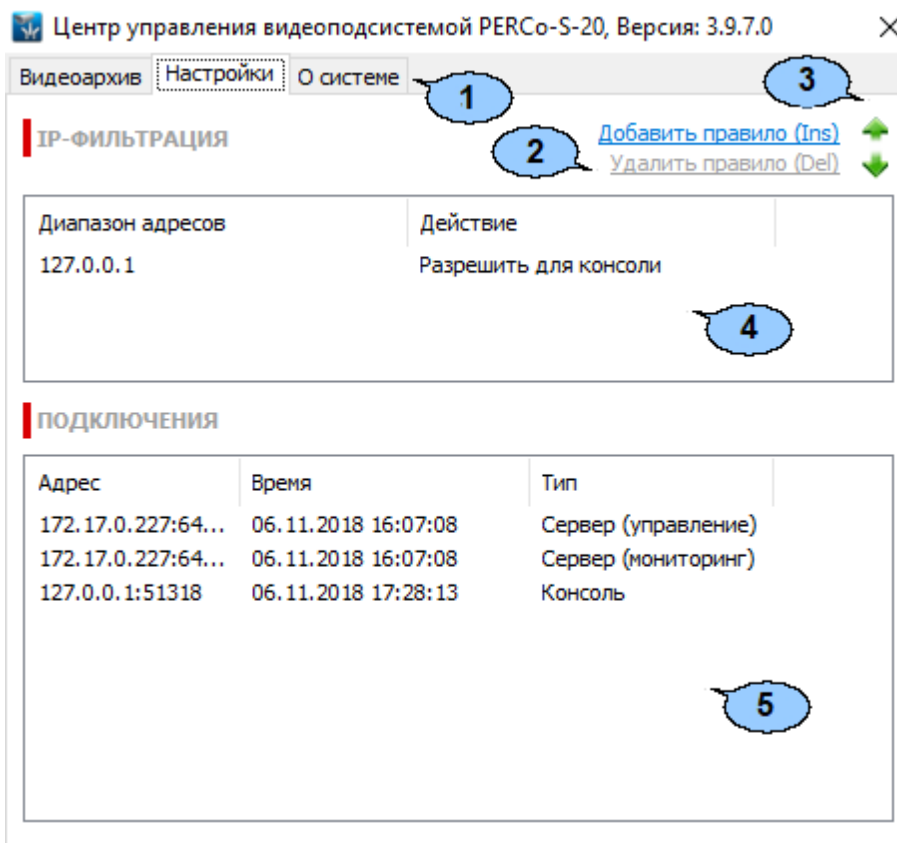 Центр управления видеоподсистемой PERCo-S-20, Версия: 3.9.7.0
Видеоархив Настройки О системе
1
3
IP-ФИЛЬТРАЦИЯ
Добавить правило (Ins)
2
Удалить правило (Del)
Диапазон адресов Действие
127.0.0.1 Разрешить для консоли
4
ПОДКЛЮЧЕНИЯ
Адрес Время Тип
172.17.0.227:64... 06.11.2018 16:07:08 Сервер (управление)
172.17.0.227:64... 06.11.2018 16:07:08 Сервер (мониторинг)
127.0.0.1:51318 06.11.2018 17:28:13 Консоль
5